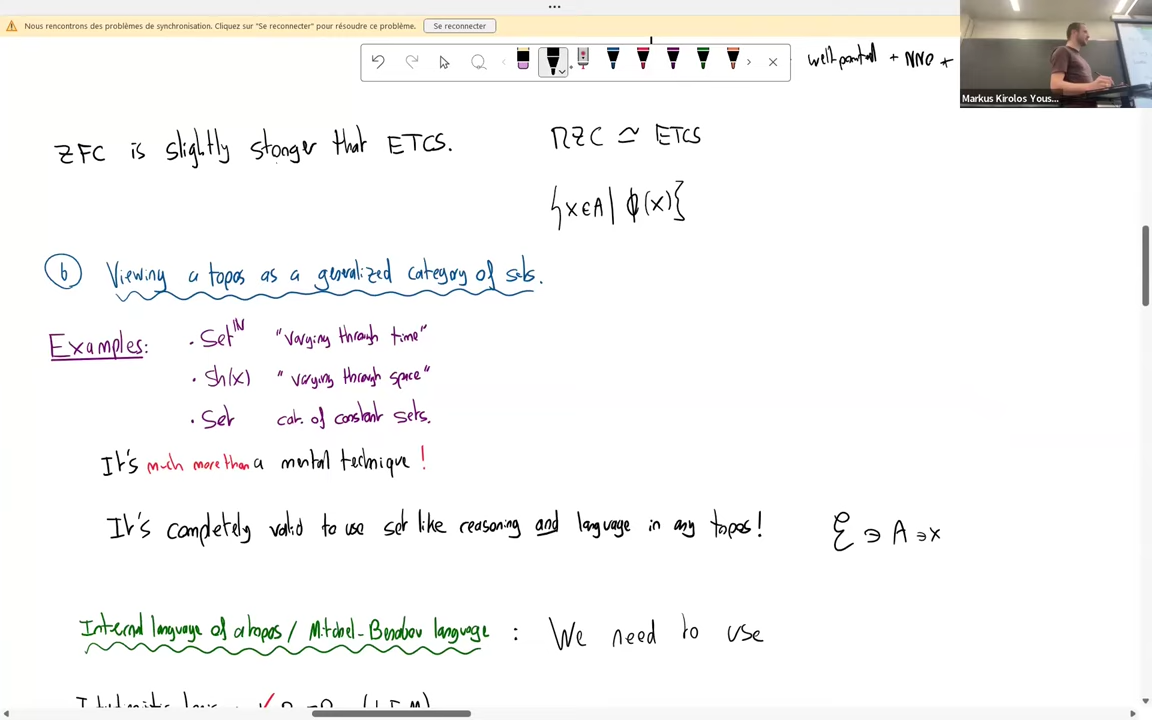 Nous rencontrons des problèmes de synchronisation. Cliquez sur "Se reconnecter" pour résoudre ce problème. Se reconnecter
+ NNO +
Markus Kirolos Yous...
ZFC is slightly stonger that ETCS.
ETCS
{x∈A | ϕ(x)}
6 Viewing a topos as a generalized category of sets.
Examples: · Set^ℕ "varying through time"
· Sh(X) "varying through space"
· Set cat. of constant sets.
It's much more than a mental technique !
It's completely valid to use set like reasoning and language in any topos! ℰ ∋ A ∋ x
Internal language of a topos / Mitchel-Benabou language : We need to use